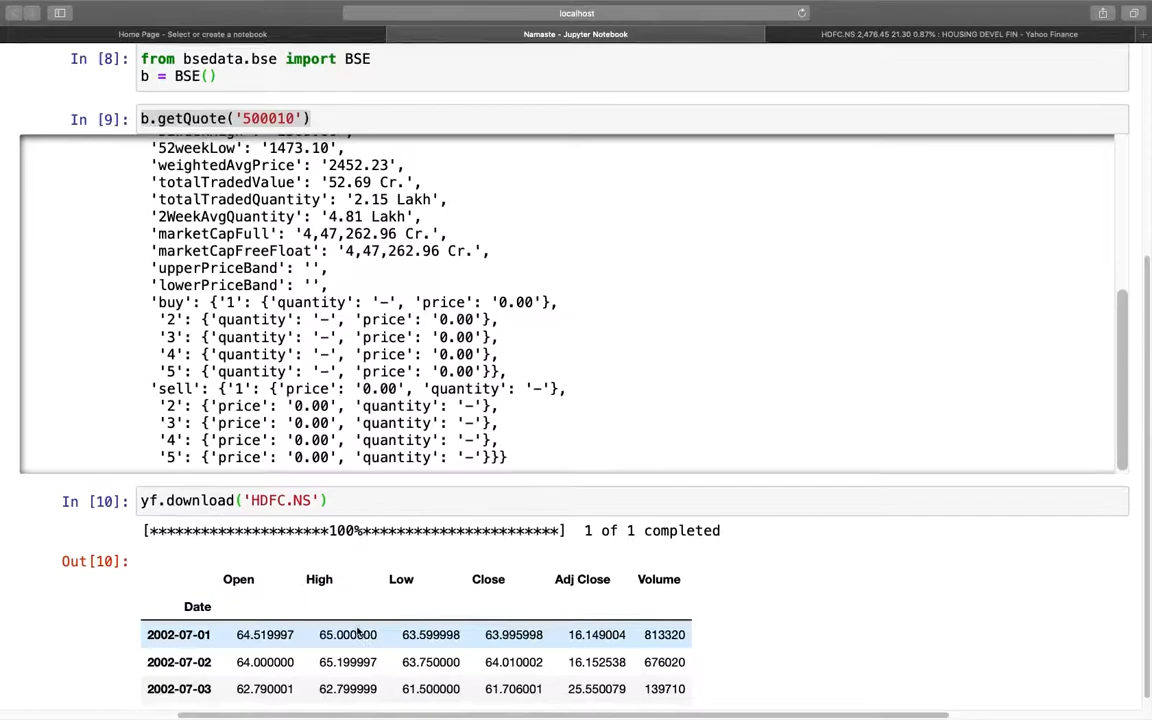 localhost
Home Page - Select or create a notebook
Namaste - Jupyter Notebook
HDFC.NS 2,476.45 21.30 0.87% : HOUSING DEVEL FIN - Yahoo Finance
In [8]: from bsedata.bse import BSE
b = BSE()
In [9]: b.getQuote('500010')
'52weekLow': '1473.10',
'weightedAvgPrice': '2452.23',
'totalTradedValue': '52.69 Cr.',
'totalTradedQuantity': '2.15 Lakh',
'2WeekAvgQuantity': '4.81 Lakh',
'marketCapFull': '4,47,262.96 Cr.',
'marketCapFreeFloat': '4,47,262.96 Cr.',
'upperPriceBand': '',
'lowerPriceBand': '',
'buy': {'1': {'quantity': '-', 'price': '0.00'},
'2': {'quantity': '-', 'price': '0.00'},
'3': {'quantity': '-', 'price': '0.00'},
'4': {'quantity': '-', 'price': '0.00'},
'5': {'quantity': '-', 'price': '0.00'}},
'sell': {'1': {'price': '0.00', 'quantity': '-'},
'2': {'price': '0.00', 'quantity': '-'},
'3': {'price': '0.00', 'quantity': '-'},
'4': {'price': '0.00', 'quantity': '-'},
'5': {'price': '0.00', 'quantity': '-'}}}
In [10]: yf.download('HDFC.NS')
[*********************100%***********************] 1 of 1 completed
Out[10]:
Open High Low Close Adj Close Volume
Date
2002-07-01 64.519997 65.000000 63.599998 63.995998 16.149004 813320
2002-07-02 64.000000 65.199997 63.750000 64.010002 16.152538 676020
2002-07-03 62.790001 62.799999 61.500000 61.706001 25.550079 139710